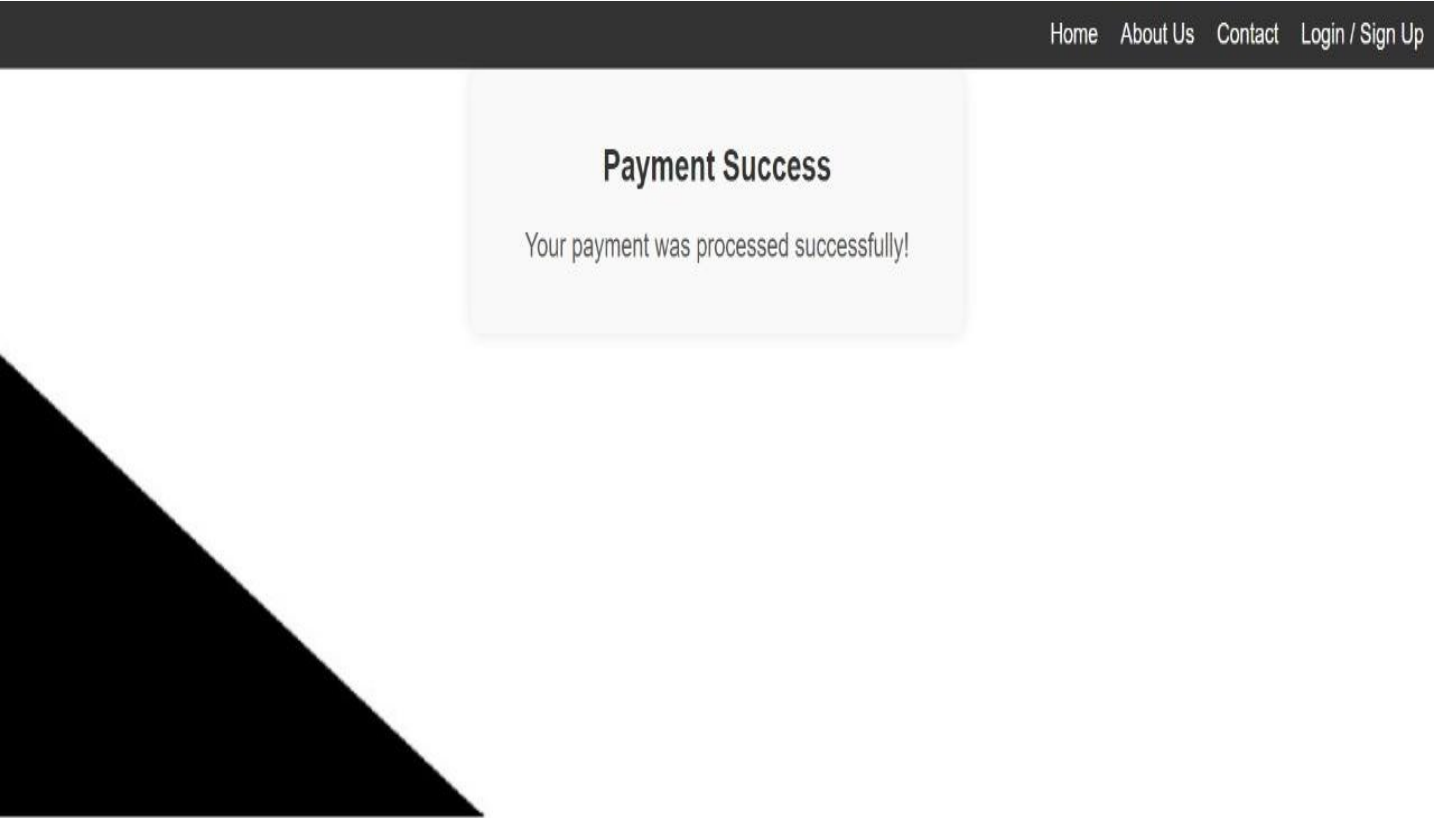 Home About Us Contact Login / Sign Up
Payment Success
Your payment was processed successfully!